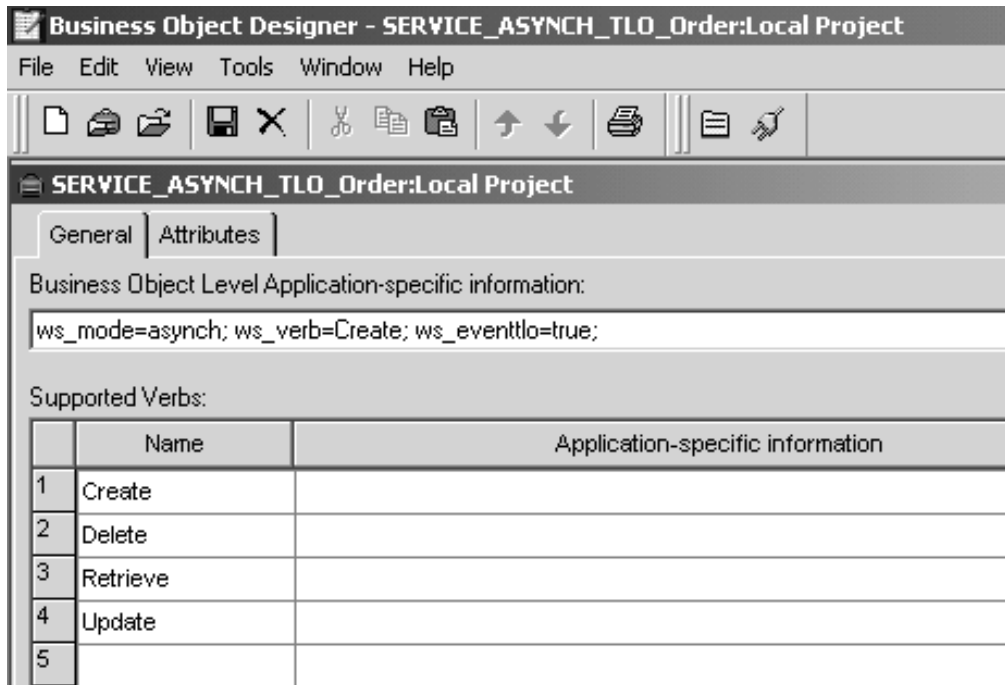 Business Object Designer - SERVICE_ASYNCH_TLO_Order:Local Project
File Edit View Tools Window Help
SERVICE_ASYNCH_TLO_Order:Local Project
General Attributes
Business Object Level Application-specific information:
ws_mode=asynch; ws_verb=Create; ws_eventtlo=true;
Supported Verbs:
Name Application-specific information
1 Create
2 Delete
3 Retrieve
4 Update
5